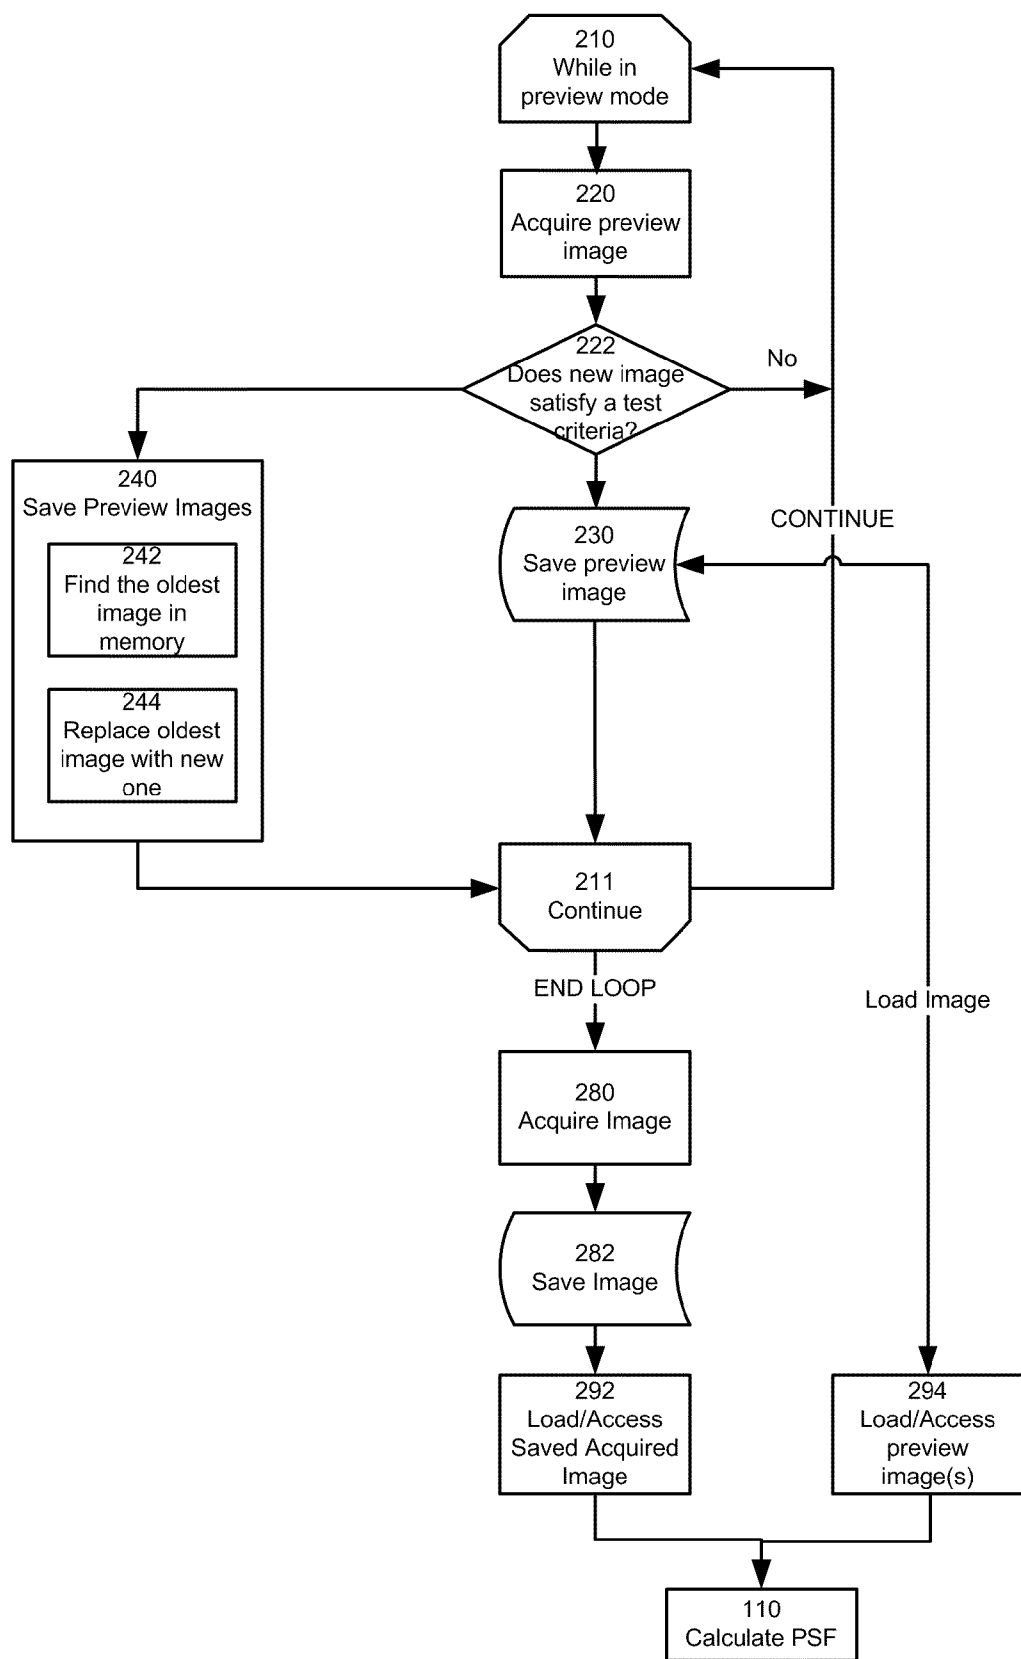 210
While in
preview mode
220
Acquire preview
image
222
Does new image
satisfy a test
criteria?
No
240
Save Preview Images
242
Find the oldest
image in
memory
244
Replace oldest
image with new
one
230
Save preview
image
CONTINUE
211
Continue
END LOOP
Load Image
280
Acquire Image
282
Save Image
292
Load/Access
Saved Acquired
Image
294
Load/Access
preview
image(s)
110
Calculate PSF